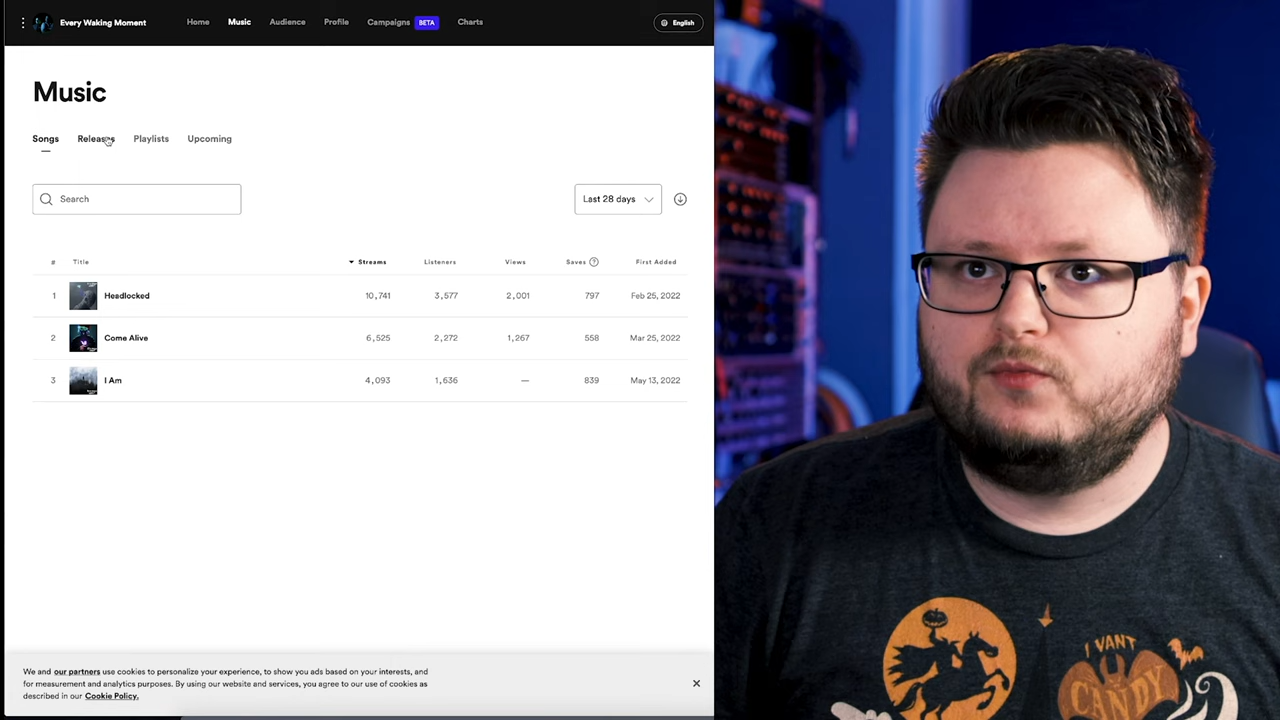 Every Waking Moment
Home Music Audience Profile Campaigns BETA Charts
English
Music
Songs Releases Playlists Upcoming
Search
Last 28 days
# Title Streams Listeners Views Saves ? First Added
1 Headlocked 10,741 3,577 2,001 797 Feb 25, 2022
2 Come Alive 6,525 2,272 1,267 558 Mar 25, 2022
3 I Am 4,093 1,636 — 839 May 13, 2022
We and our partners use cookies to personalize your experience, to show you ads based on your interests, and
for measurement and analytics purposes. By using our website and services, you agree to our use of cookies as
described in our Cookie Policy.
I VANT
CANDY